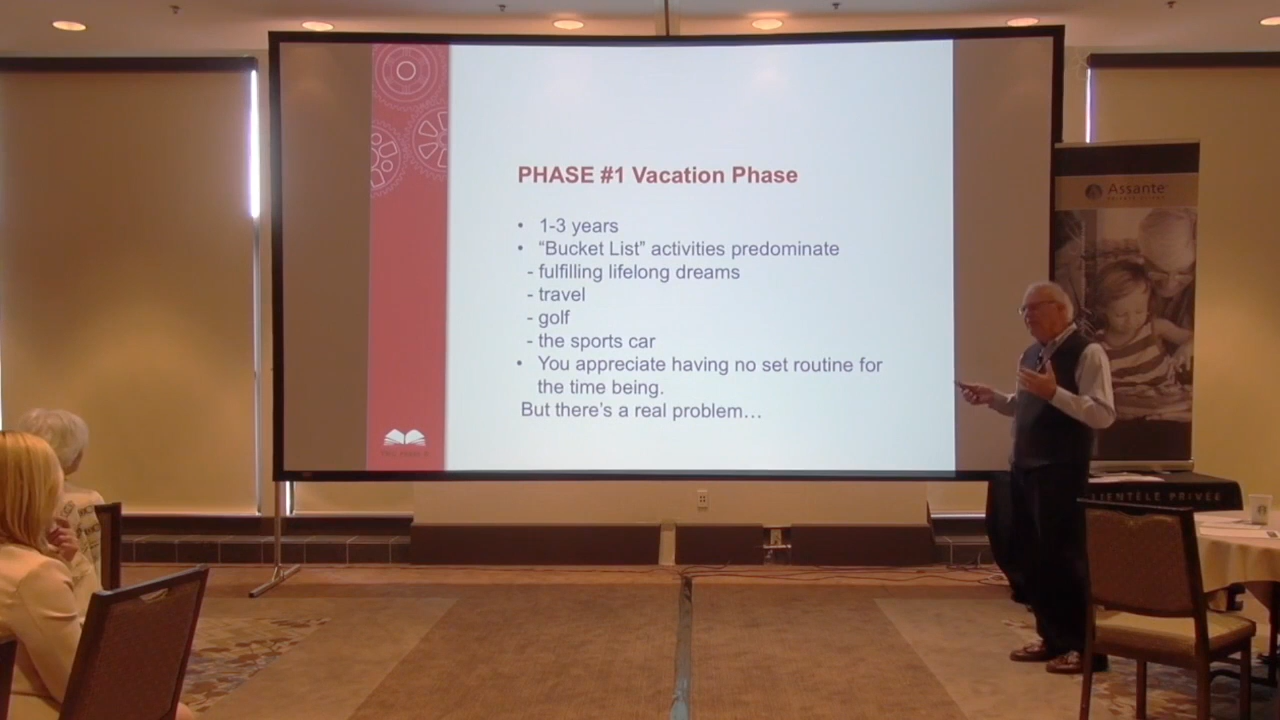 PHASE #1 Vacation Phase
• 1-3 years
• “Bucket List” activities predominate
- fulfilling lifelong dreams
- travel
- golf
- the sports car
• You appreciate having no set routine for
the time being.
But there’s a real problem…
Assante
LIENTÈLE PRIVÉE